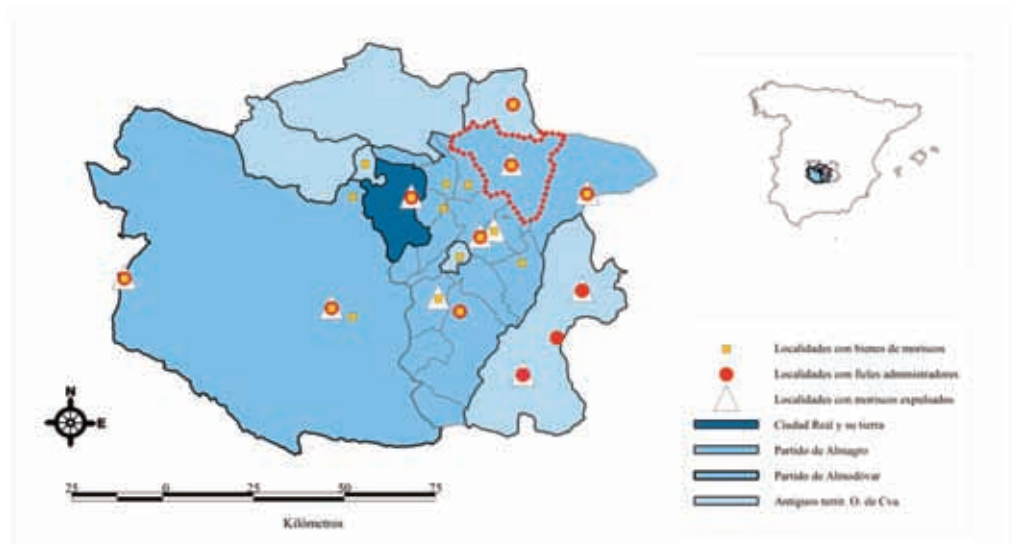 N
E
Localidades con bienes de moriscos
Localidades con fieles administradores
Localidades con moriscos expulsados
Ciudad Real y su tierra
Partido de Almagro
Partido de Almodóvar
Antiguos territ. O. de Cva.
25 0 25 50 75
Kilómetros